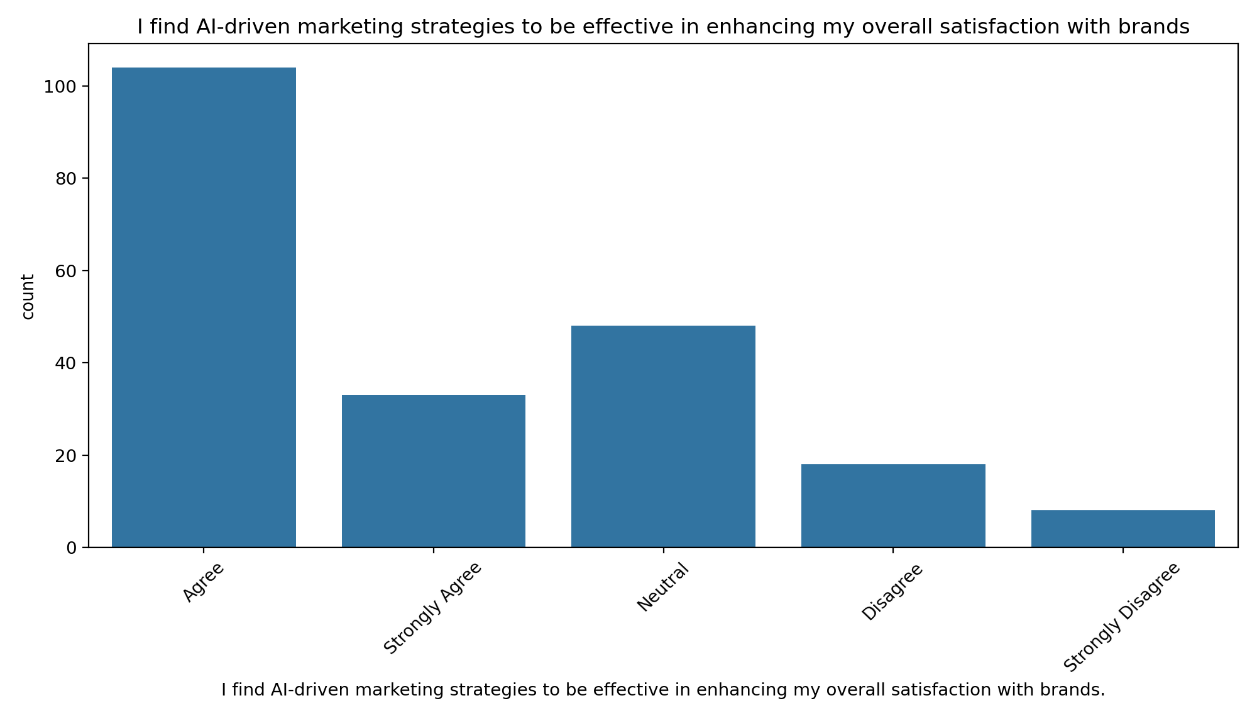 I find AI-driven marketing strategies to be effective in enhancing my overall satisfaction with brands
100
80
60
40
20
0
count
Agree
Strongly Agree
Neutral
Disagree
Strongly Disagree
I find AI-driven marketing strategies to be effective in enhancing my overall satisfaction with brands.